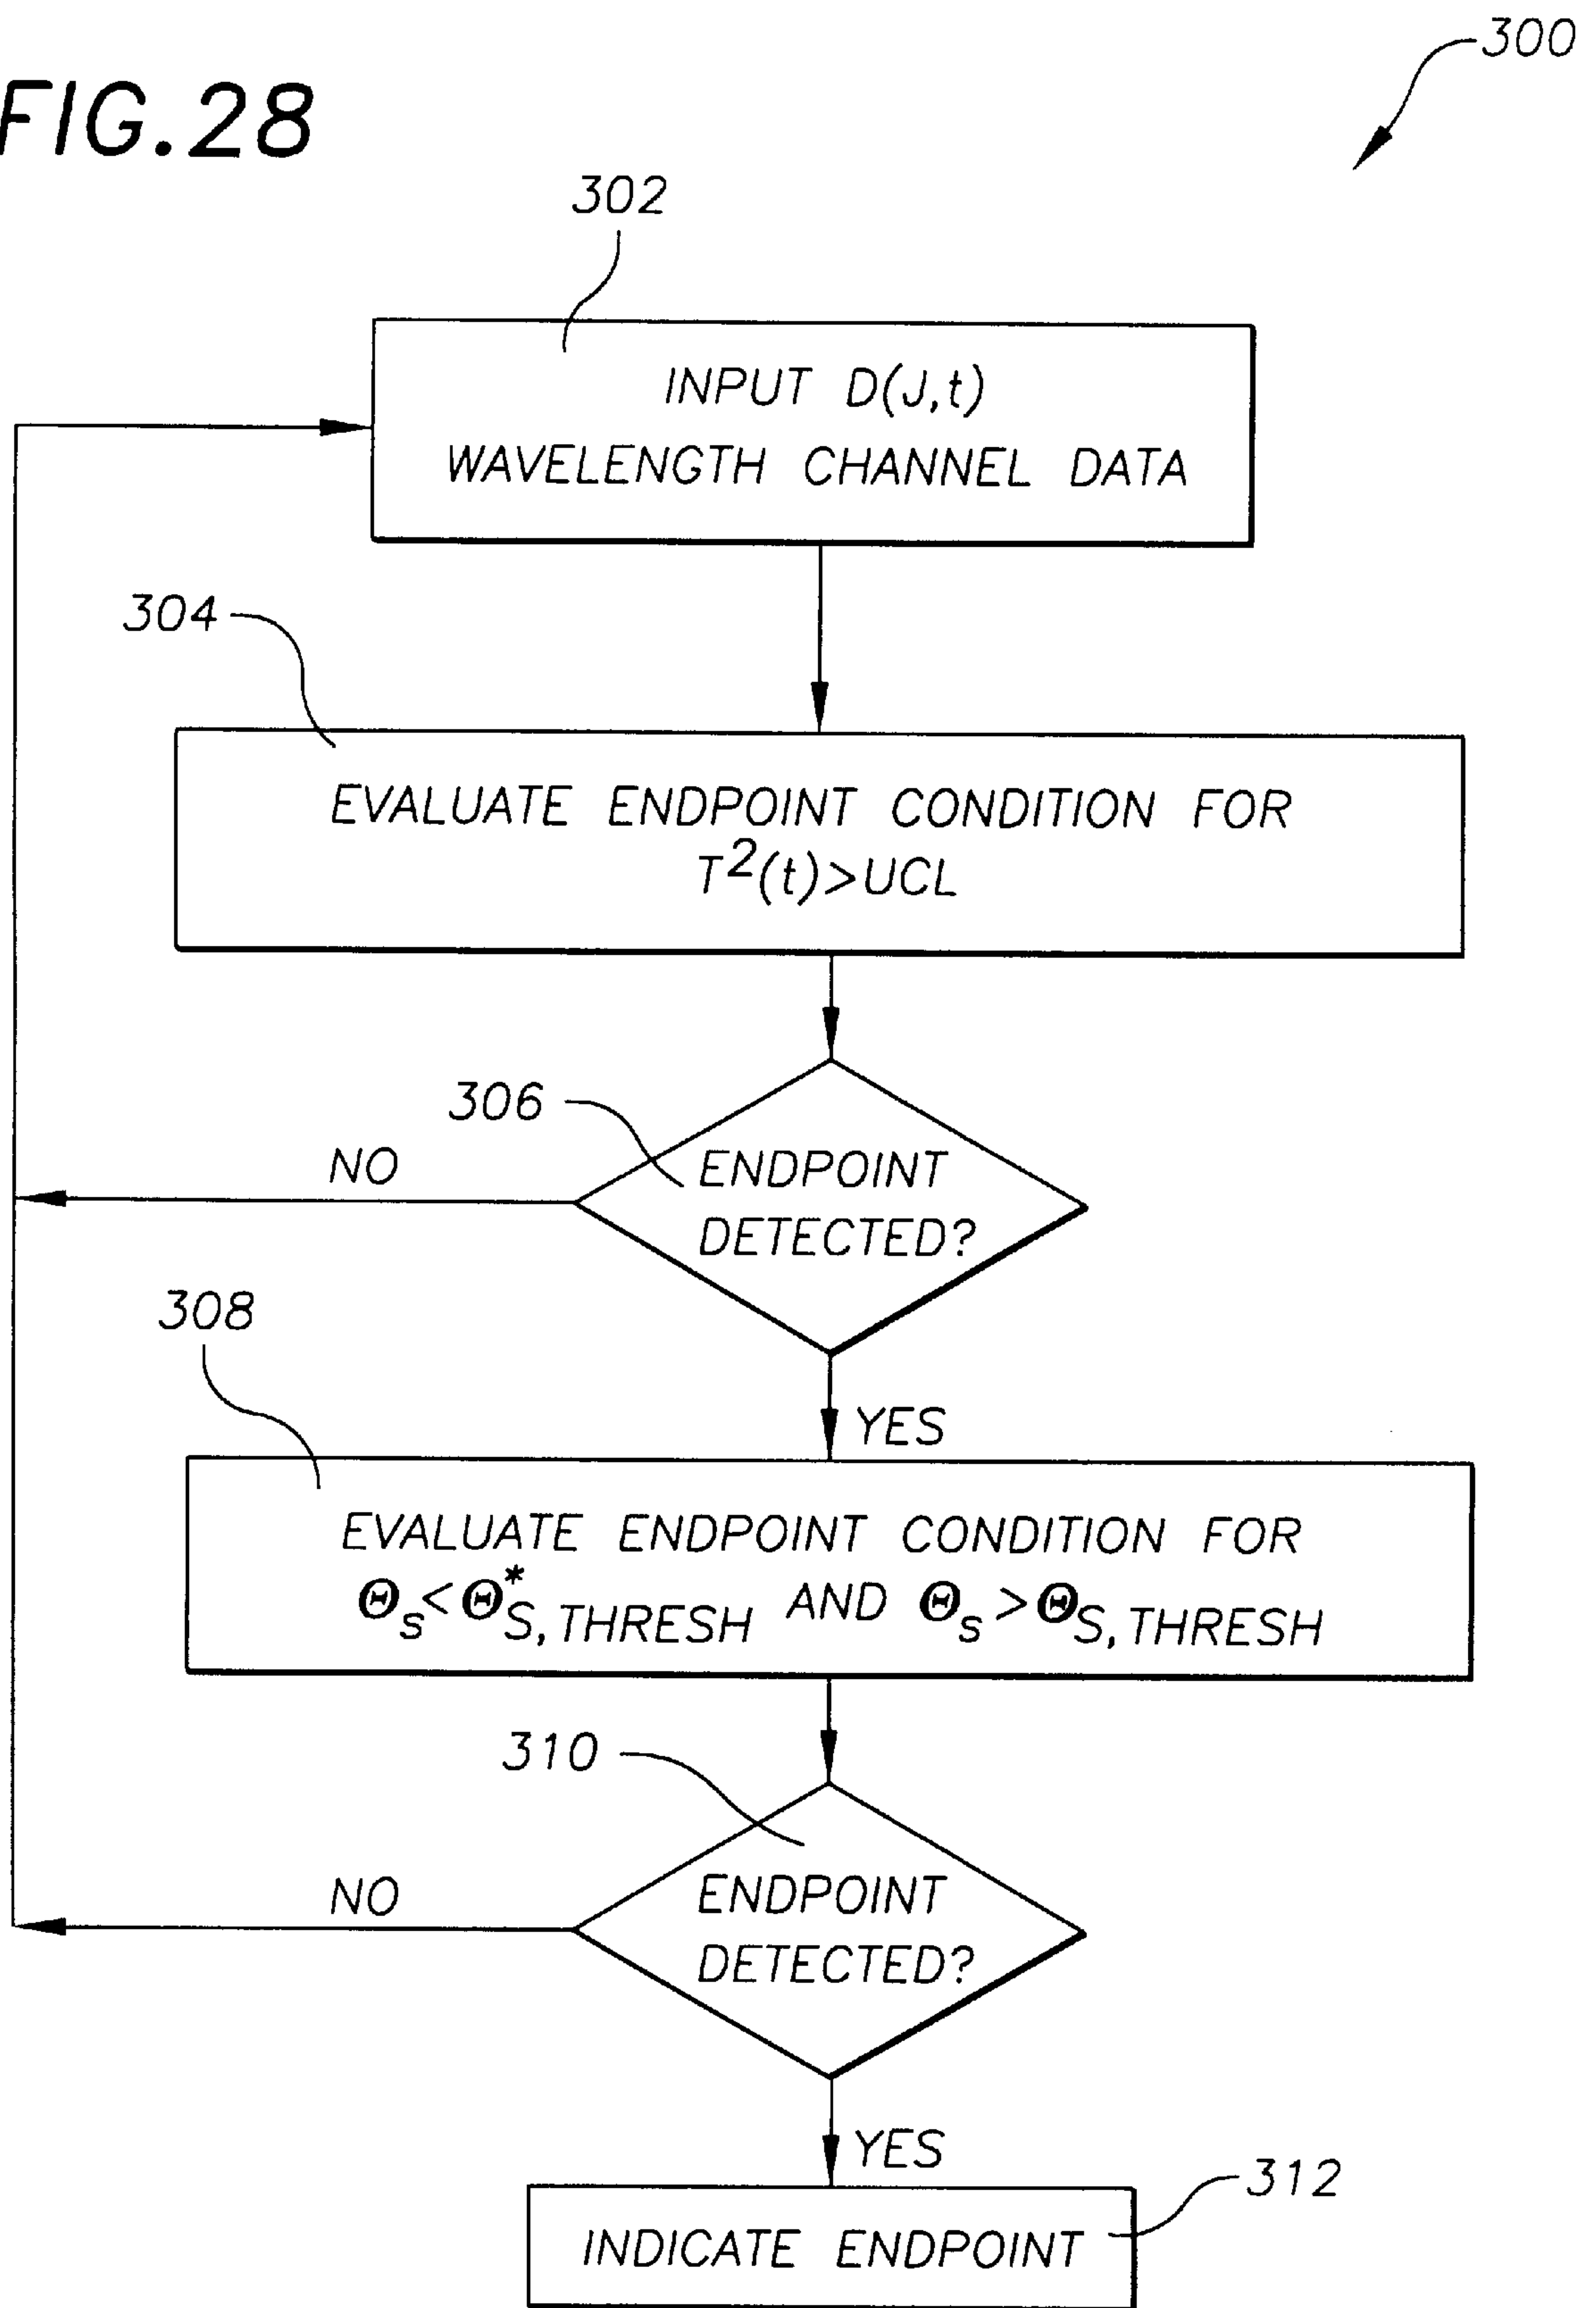 300
FIG.28
302
INPUT D(J,t)
WAVELENGTH CHANNEL DATA
304
EVALUATE ENDPOINT CONDITION FOR
T²(t)>UCL
306
ENDPOINT
DETECTED?
NO
308
YES
EVALUATE ENDPOINT CONDITION FOR
Θs<Θ*S, THRESH AND Θs>ΘS, THRESH
310
ENDPOINT
DETECTED?
NO
YES
312
INDICATE ENDPOINT